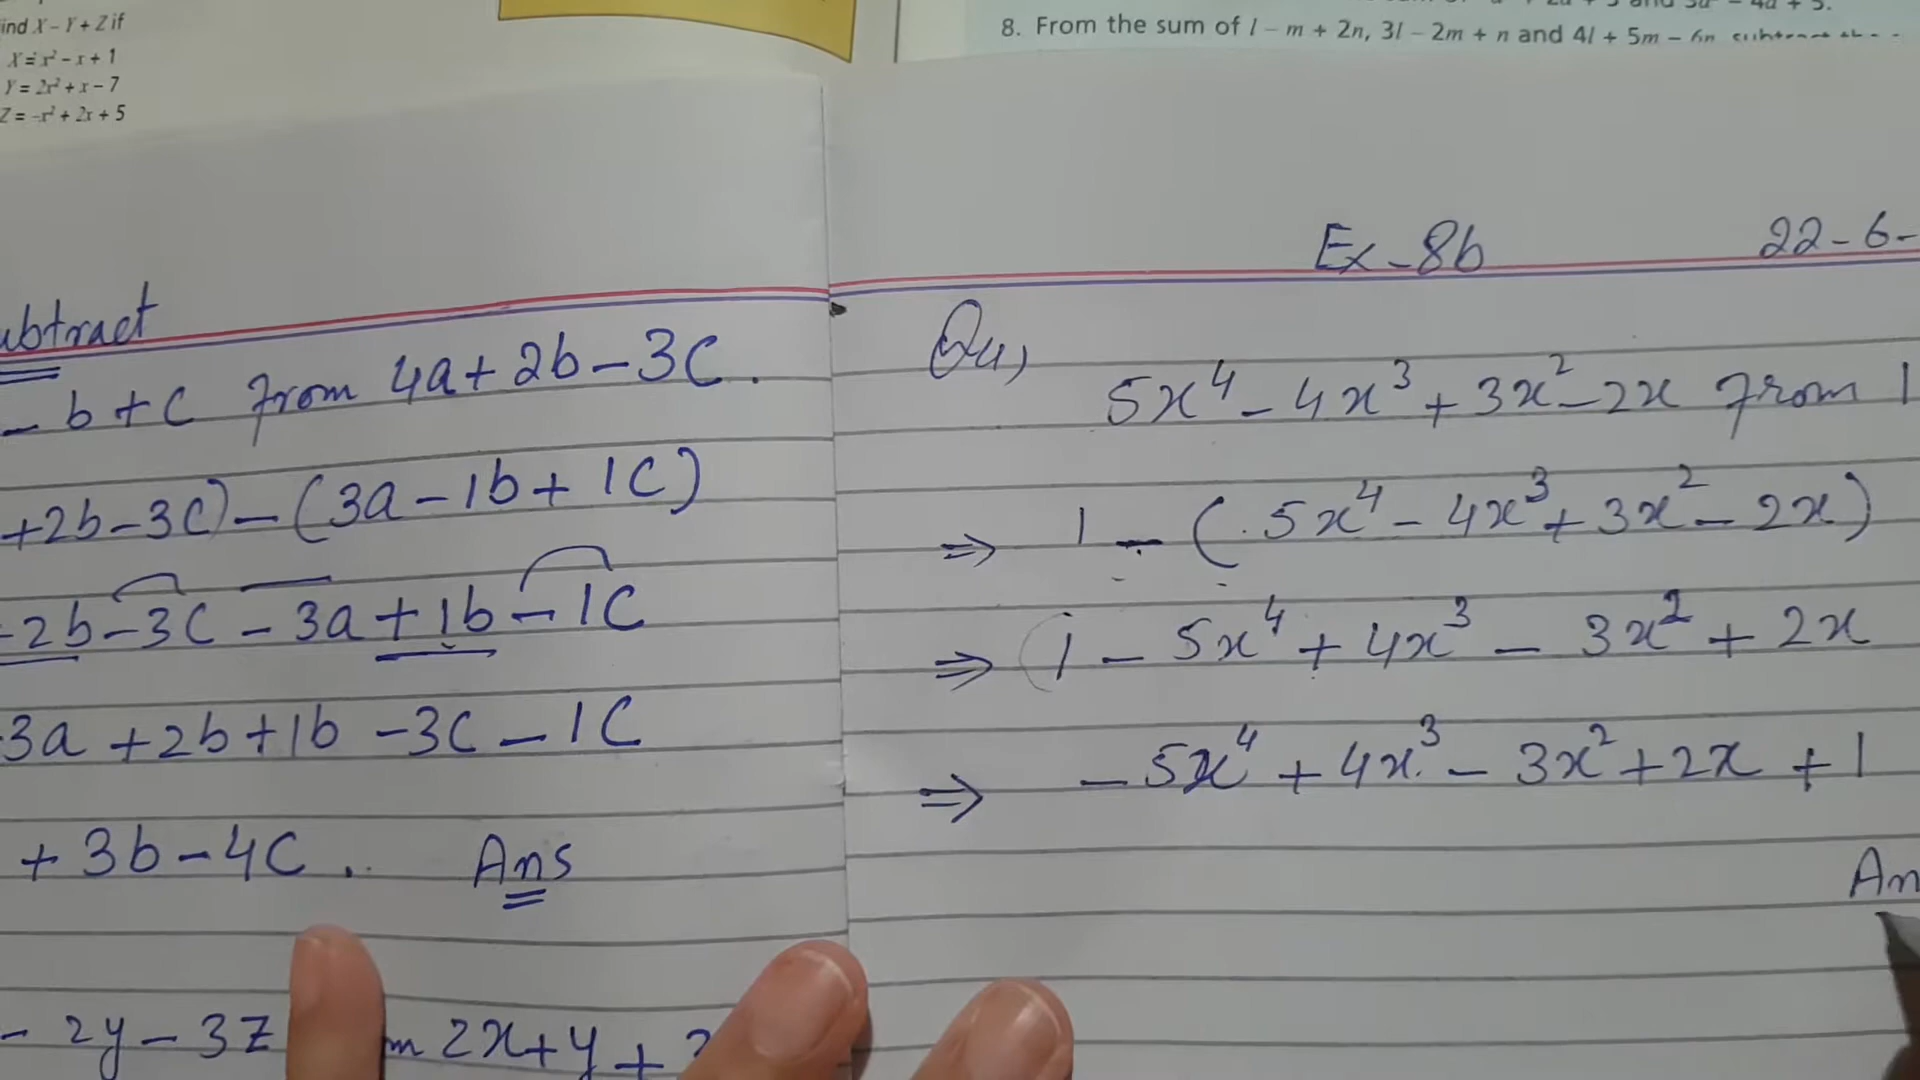 ind X – Y + Z if
X = x² – x + 1
Y = 2x² + x – 7
Z = –x² + 2x + 5
8. From the sum of l – m + 2n, 3l – 2m + n and 4l + 5m – 6n, subtract
ubtract
– b + c from 4a + 2b – 3c.
+2b – 3c) – (3a – 1b + 1c)
2b – 3c – 3a + 1b – 1c
3a + 2b + 1b – 3c – 1c
+ 3b – 4c. Ans
– 2y – 3z m 2x + y +
Ex – 8b 22 – 6 –
Qu,
5x⁴ – 4x³ + 3x² – 2x from 1
⇒ 1 – (5x⁴ – 4x³ + 3x² – 2x)
⇒ 1 – 5x⁴ + 4x³ – 3x² + 2x
⇒ – 5x⁴ + 4x³ – 3x² + 2x + 1
An